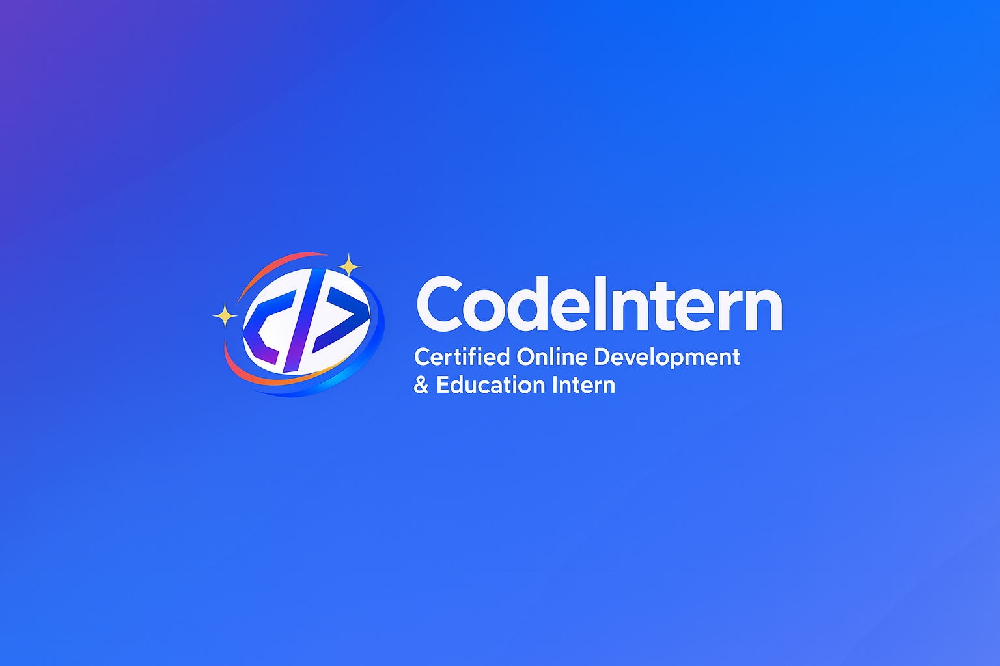 CodeIntern
Certified Online Development
& Education Intern